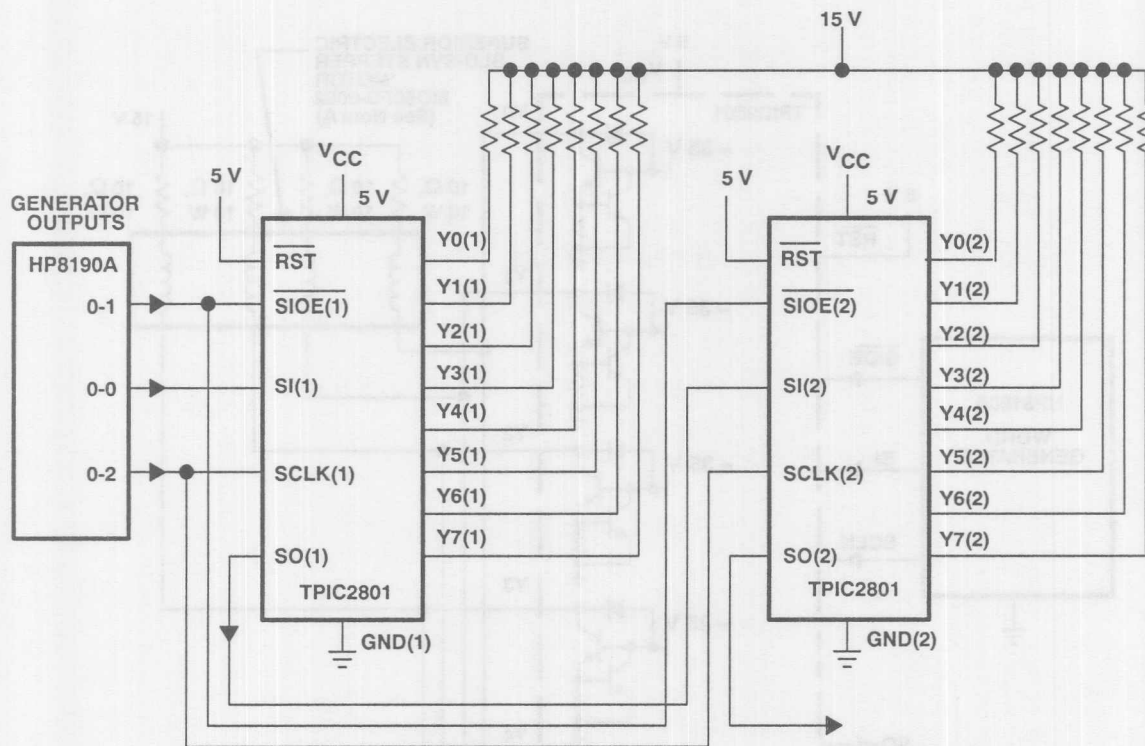 15 V
GENERATOR
OUTPUTS
HP8190A
0-1
0-0
0-2
5 V
VCC
5 V
RST
SIOE(1)
SI(1)
SCLK(1)
SO(1)
TPIC2801
GND(1)
Y0(1)
Y1(1)
Y2(1)
Y3(1)
Y4(1)
Y5(1)
Y6(1)
Y7(1)
5 V
VCC
5 V
RST
SIOE(2)
SI(2)
SCLK(2)
SO(2)
TPIC2801
GND(2)
Y0(2)
Y1(2)
Y2(2)
Y3(2)
Y4(2)
Y5(2)
Y6(2)
Y7(2)